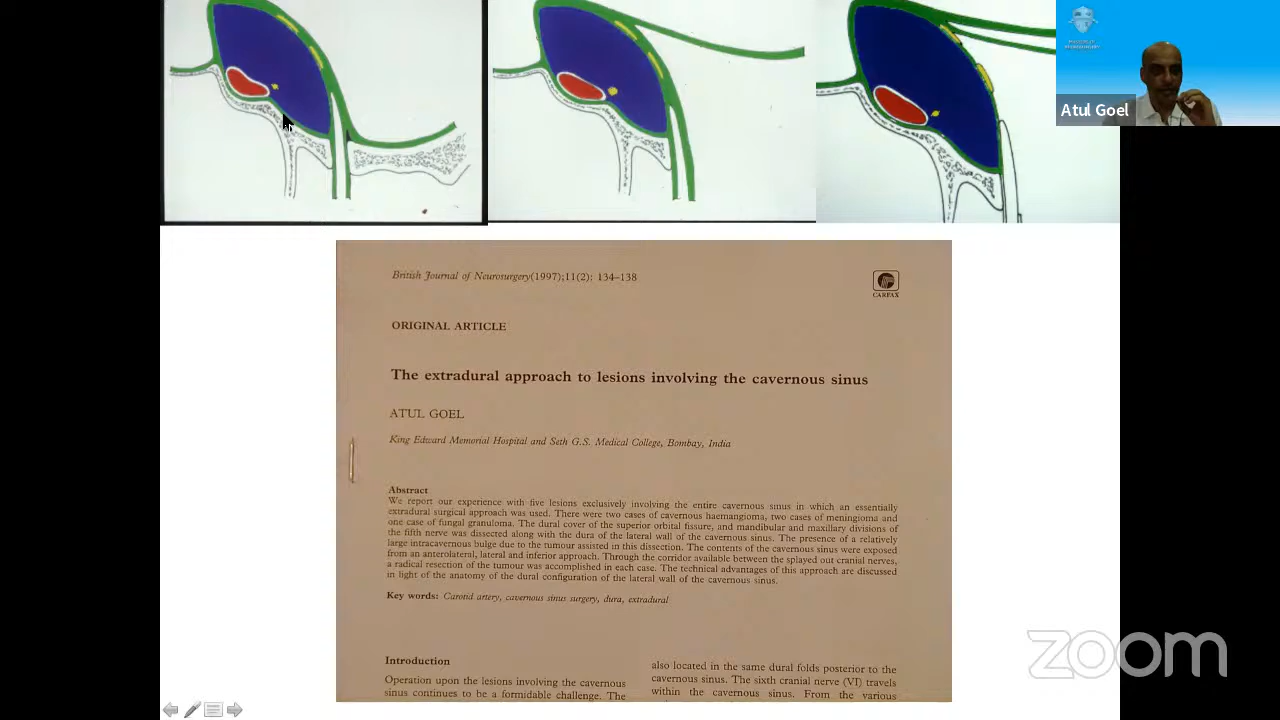 Atul Goel
British Journal of Neurosurgery(1997);11(2): 134–138
CARFAX
ORIGINAL ARTICLE
The extradural approach to lesions involving the cavernous sinus
ATUL GOEL
King Edward Memorial Hospital and Seth G.S. Medical College, Bombay, India
Abstract
We report our experience with five lesions exclusively involving the entire cavernous sinus in which an essentially
extradural surgical approach was used. There were two cases of cavernous haemangioma, two cases of meningioma and
one case of fungal granuloma. The dural cover of the superior orbital fissure, and mandibular and maxillary divisions of
the fifth nerve was dissected along with the dura of the lateral wall of the cavernous sinus. The presence of a relatively
large intracavernous bulge due to the tumour assisted in this dissection. The contents of the cavernous sinus were exposed
from an anterolateral, lateral and inferior approach. Through the corridor available between the splayed out cranial nerves,
a radical resection of the tumour was accomplished in each case. The technical advantages of this approach are discussed
in light of the anatomy of the dural configuration of the lateral wall of the cavernous sinus.
Key words: Carotid artery, cavernous sinus surgery, dura, extradural
Introduction
Operation upon the lesions involving the cavernous
sinus continues to be a formidable challenge. The
also located in the same dural folds posterior to the
cavernous sinus. The sixth cranial nerve (VI) travels
within the cavernous sinus. From the various
zoom